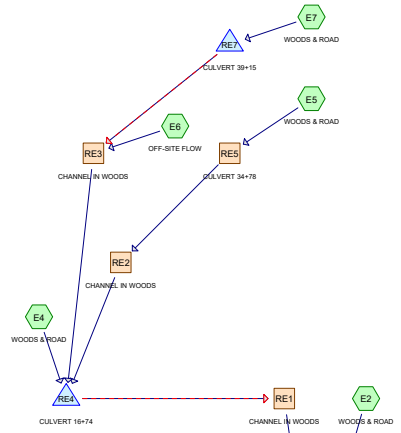 E7
WOODS & ROAD
RE7
CULVERT 39+15
E5
WOODS & ROAD
E6
OFF-SITE FLOW
RE3
CHANNEL IN WOODS
RE5
CULVERT 34+78
RE2
CHANNEL IN WOODS
E4
WOODS & ROAD
RE4
CULVERT 16+74
RE1
CHANNEL IN WOODS
E2
WOODS & ROAD